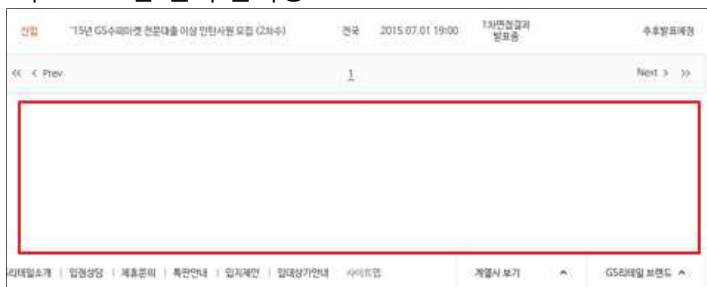 신입 '15년 GS수퍼마켓 전문대졸 이상 인턴사원 모집 (2차수) 전국 2015.07.01 19:00 1차면접결과 발표중 추후발표예정
« < Prev 1 Next > »
리테일소개 | 입점상담 | 제휴문의 | 특판안내 | 입지제안 | 임대상가안내 사이트맵 계열사 보기 ^ GS리테일 브랜드 ^